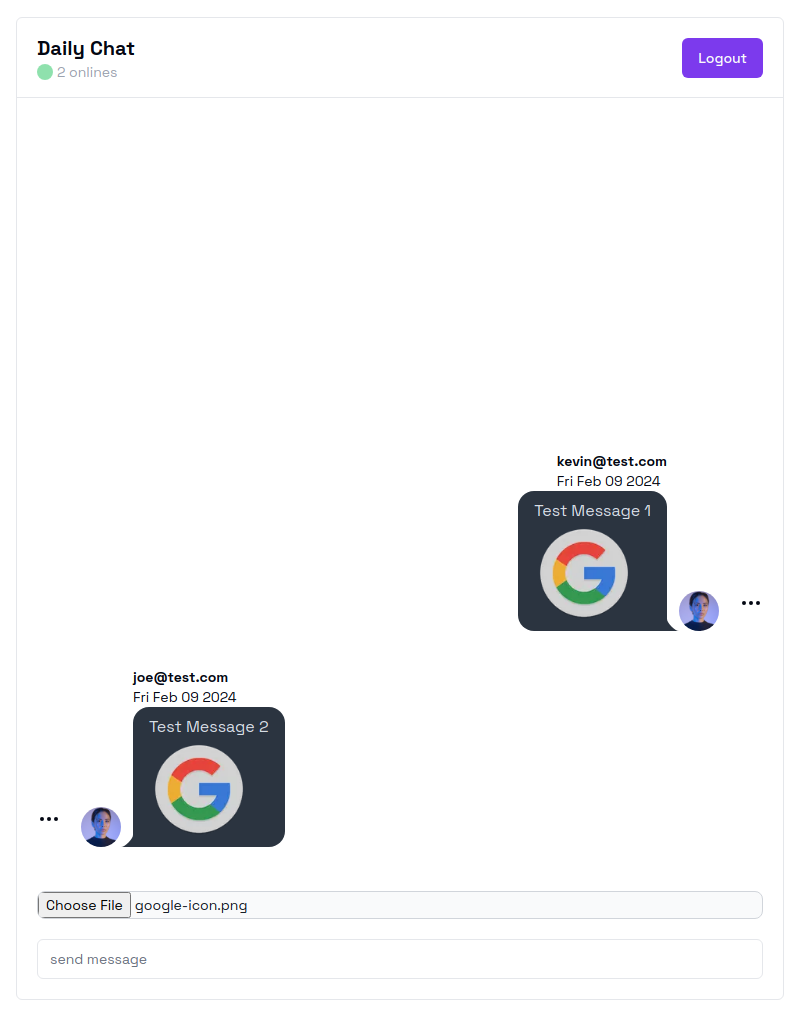 Daily Chat
2 onlines
Logout
kevin@test.com
Fri Feb 09 2024
Test Message 1
joe@test.com
Fri Feb 09 2024
Test Message 2
Choose File google-icon.png
send message